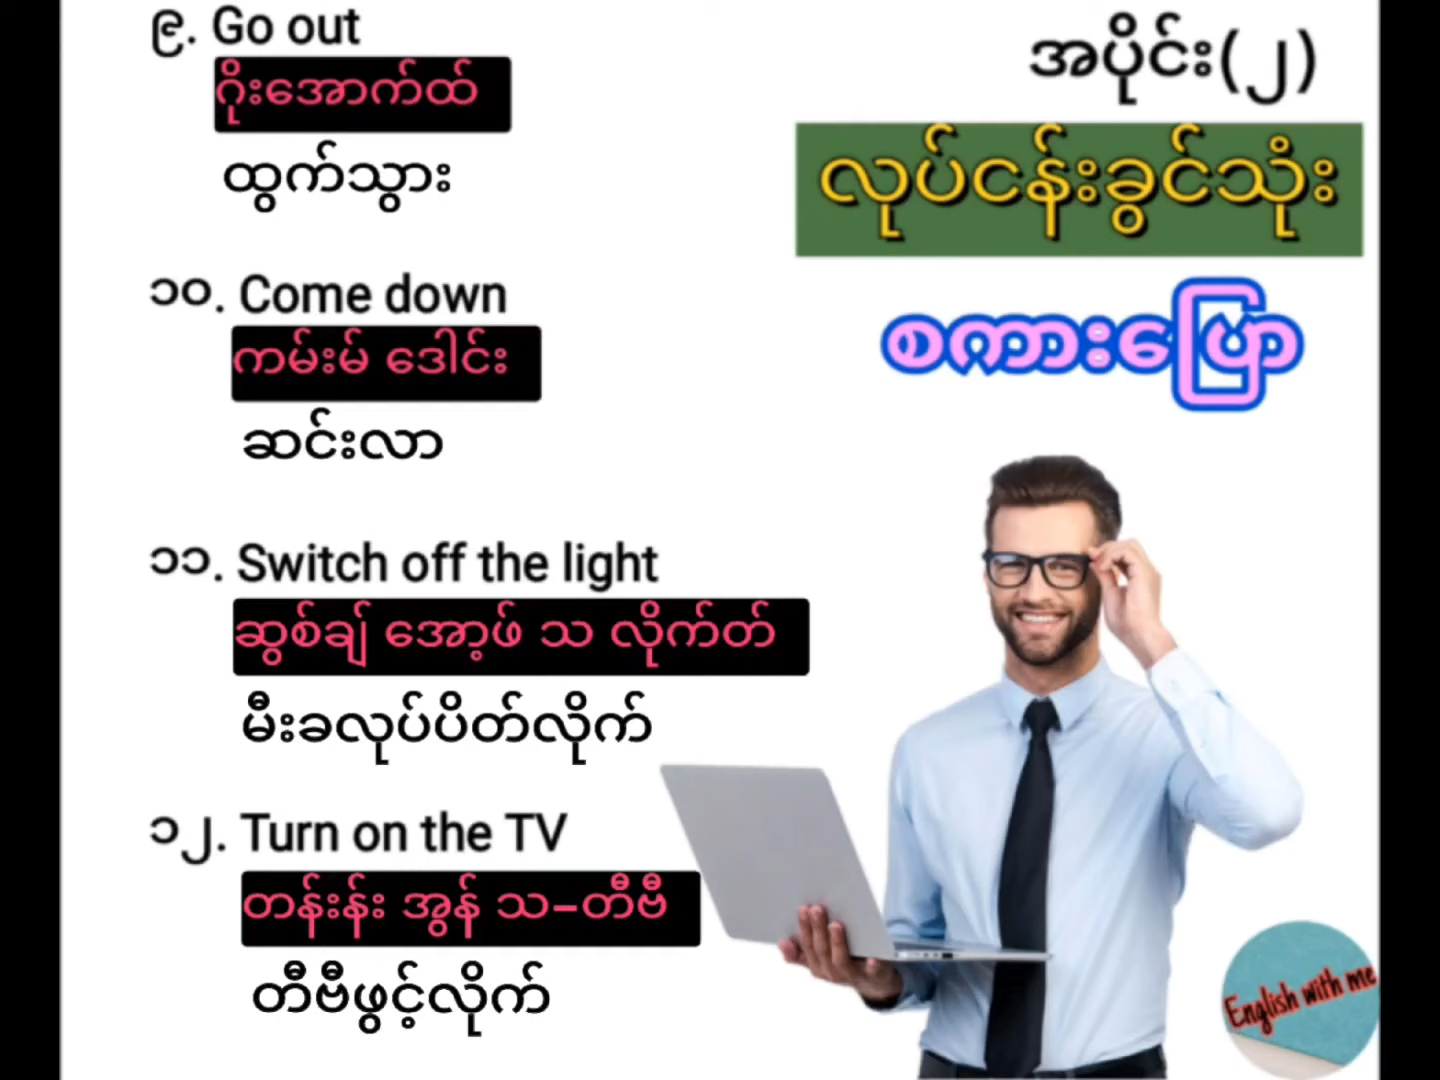 ၉. Go out
ဂိုးအောက်ထ်
ထွက်သွား
၁၀. Come down
ကမ်းမ် ဒေါင်း
ဆင်းလာ
၁၁. Switch off the light
ဆွစ်ချ် အော့ဖ် သ လိုက်တ်
မီးခလုပ်ပိတ်လိုက်
၁၂. Turn on the TV
တန်းန်း အွန် သ-တီဗီ
တီဗီဖွင့်လိုက်
အပိုင်း(၂)
လုပ်ငန်းခွင်သုံး
စကားပြော
English with me